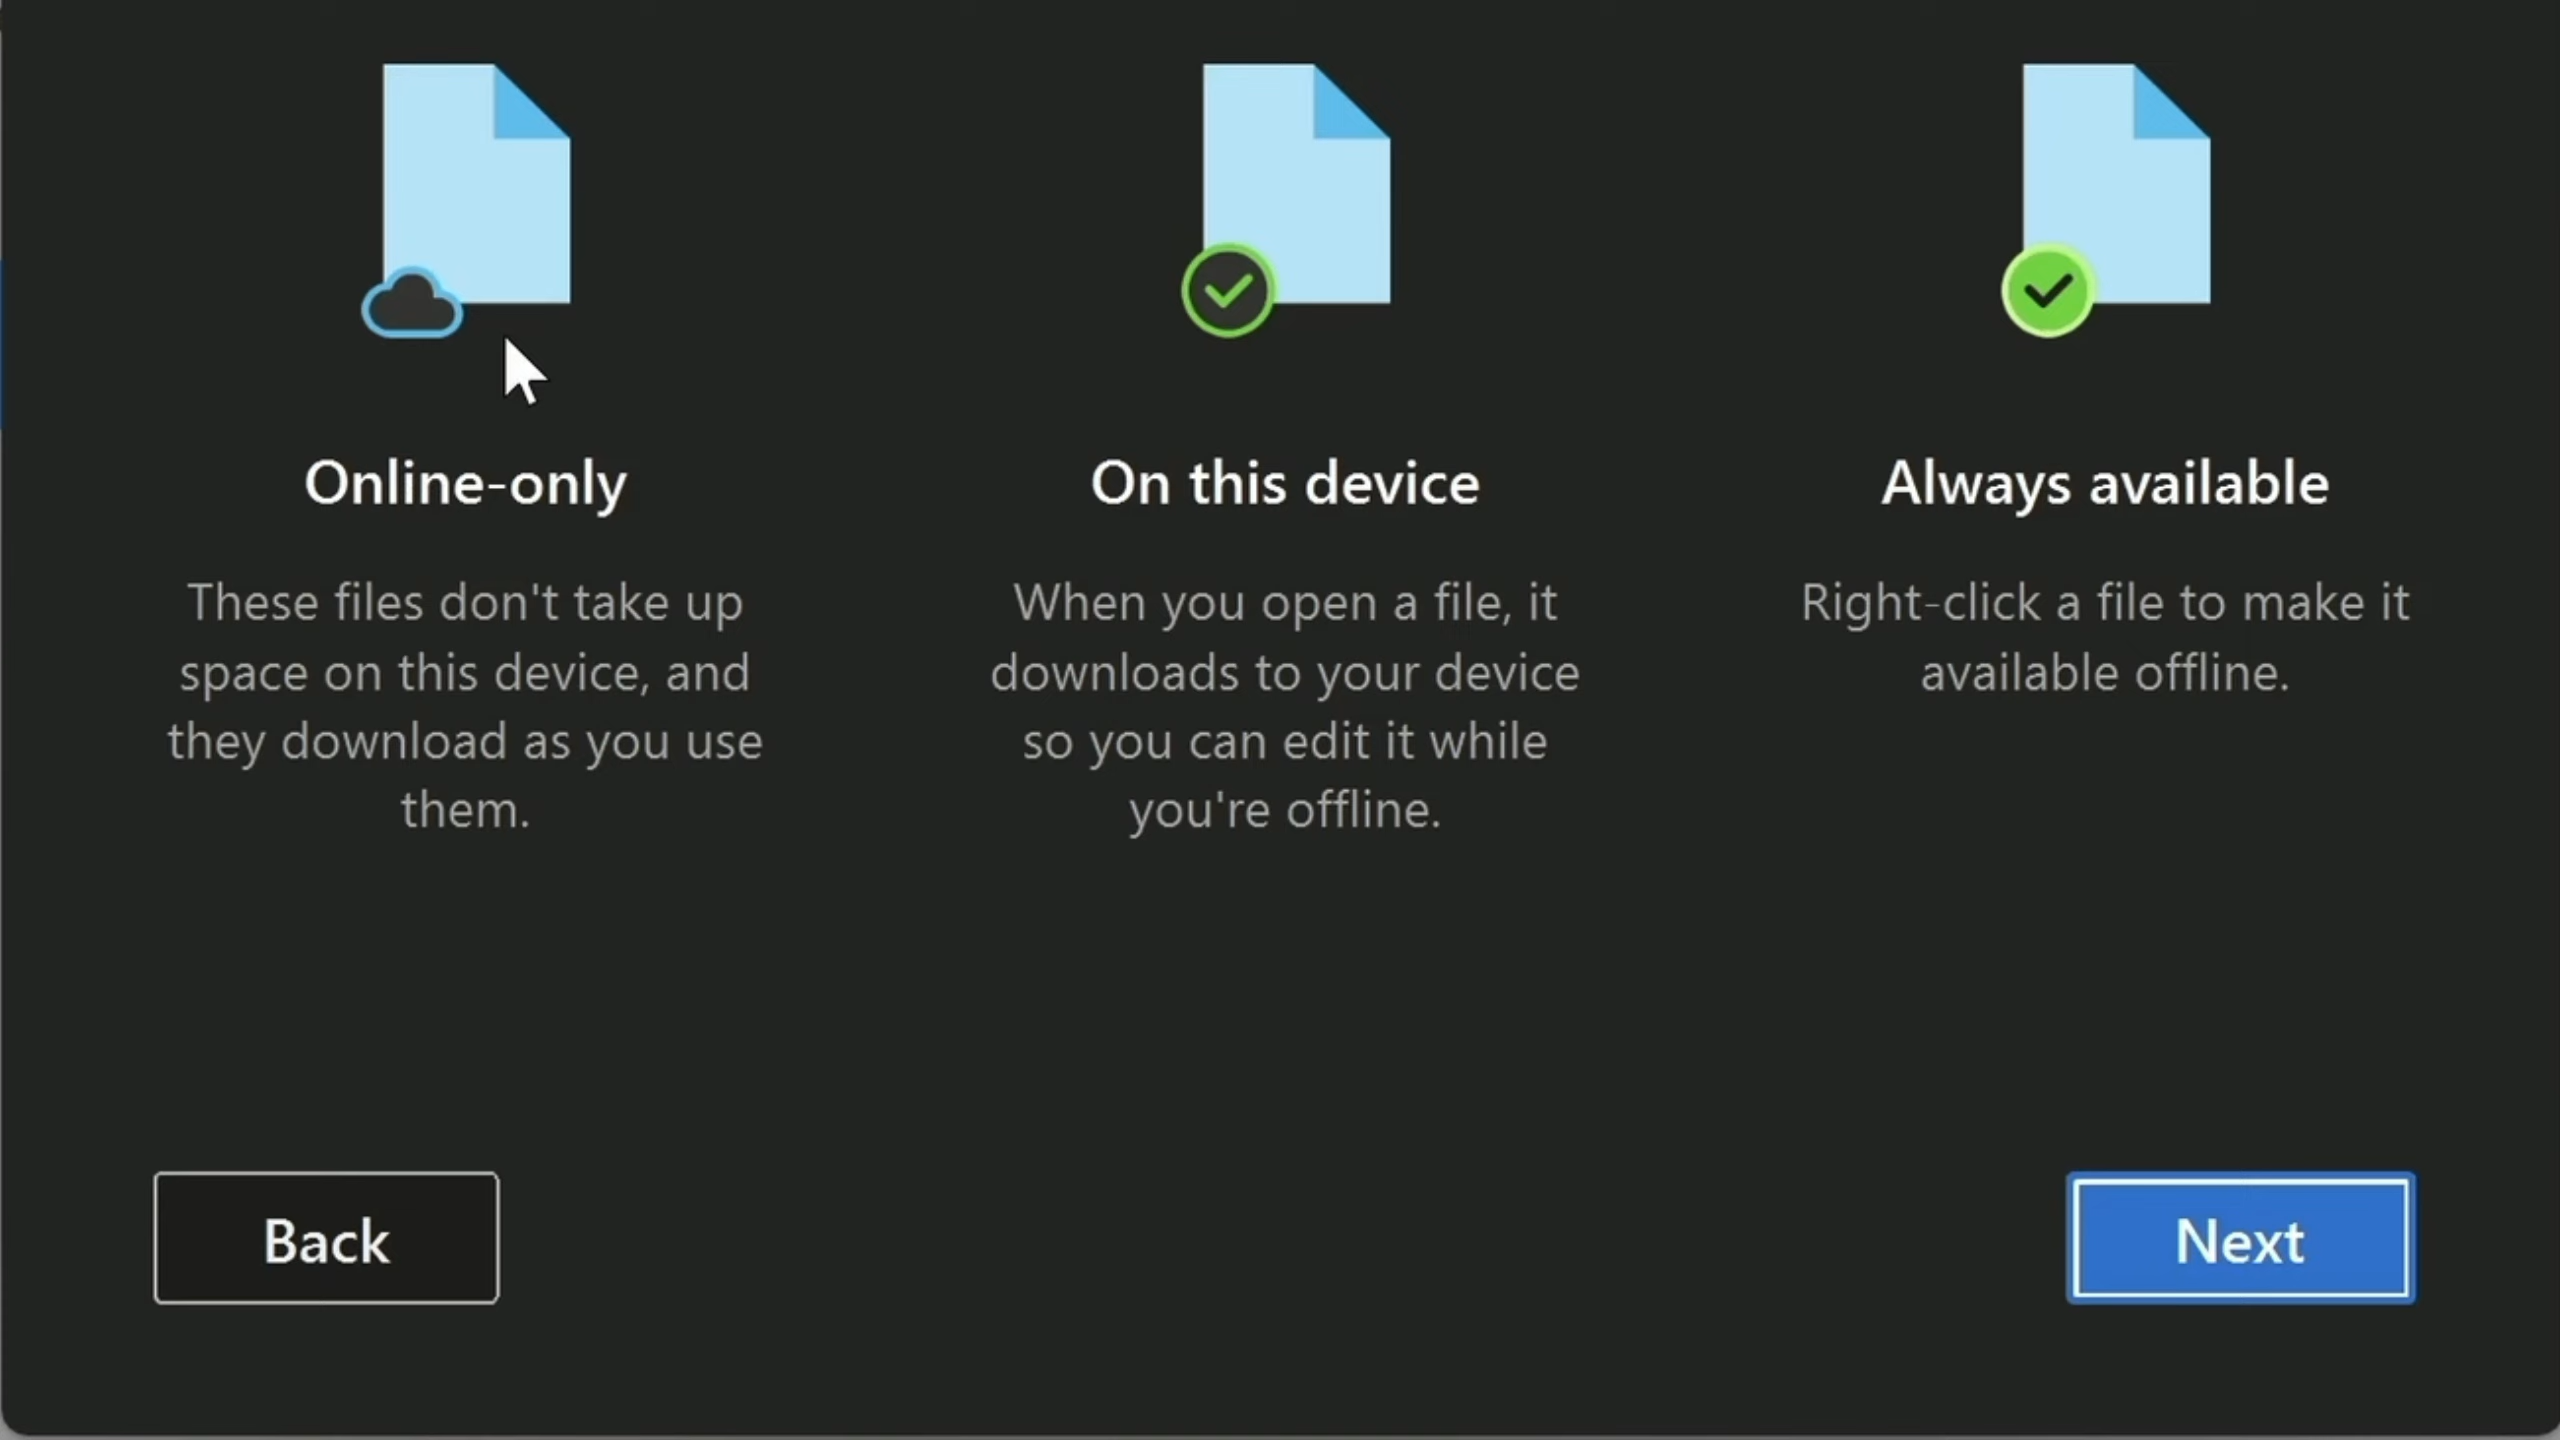 Online-only
These files don't take up
space on this device, and
they download as you use
them.
On this device
When you open a file, it
downloads to your device
so you can edit it while
you're offline.
Always available
Right-click a file to make it
available offline.
Back
Next